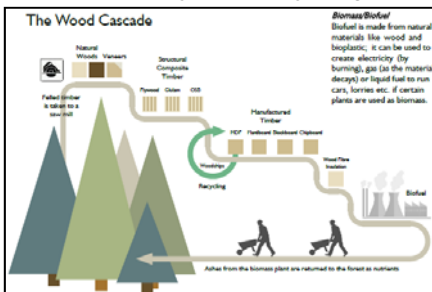 The Wood Cascade
Natural
Woods
Veneers
Felled timber
is taken to a
saw mill
Structural
Composite
Timber
Plywood
Glulam
OSB
Manufactured
Timber
MDF
Hardboard
Blockboard
Chipboard
Woodchips
Recycling
Wood Fibre
Insulation
Biomass/Biofuel
Biofuel is made from natural
materials like wood and
bioplastic; it can be used to
create electricity (by
burning), gas (as the material
decays) or liquid fuel to run
cars, lorries etc. if certain
plants are used as biomass.
Biofuel
Ashes from the biomass plant are returned to the forest as nutrients